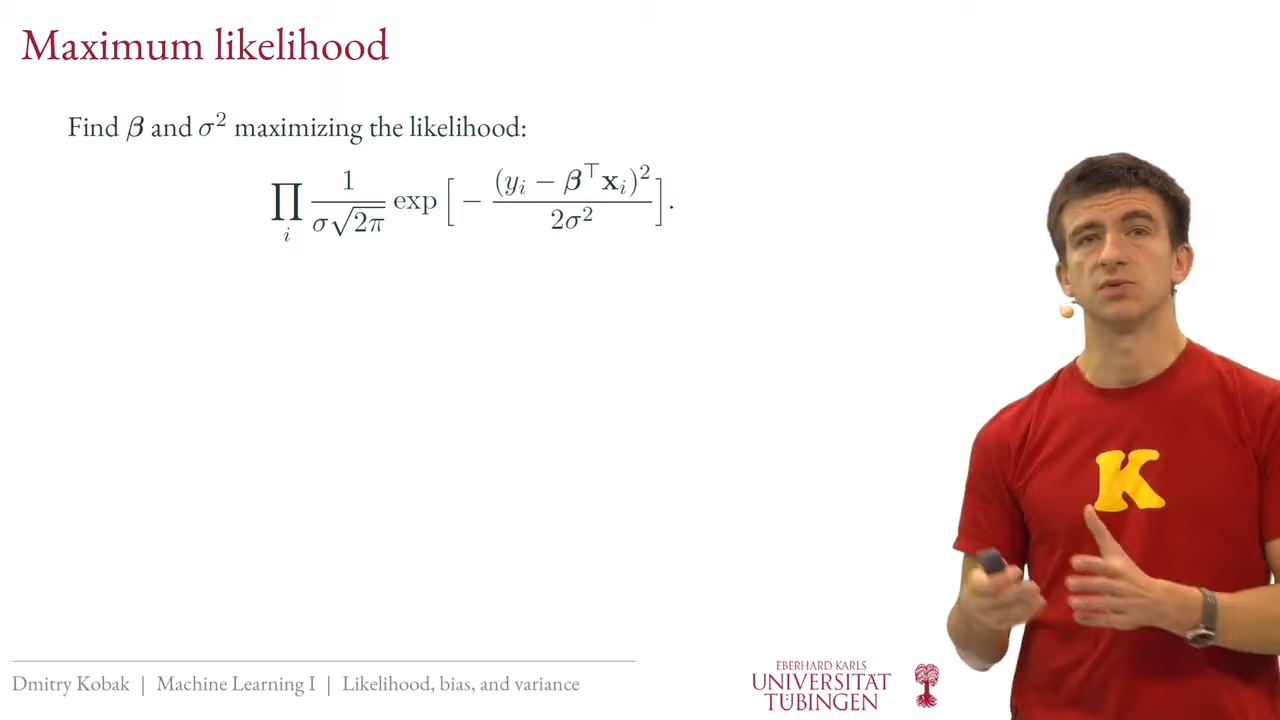 Maximum likelihood
Find β and σ² maximizing the likelihood:
∏ᵢ 1/(σ√2π) exp [ − (yᵢ − β⊤xᵢ)² / 2σ² ].
K
Dmitry Kobak | Machine Learning I | Likelihood, bias, and variance
EBERHARD KARLS
UNIVERSITÄT
TÜBINGEN